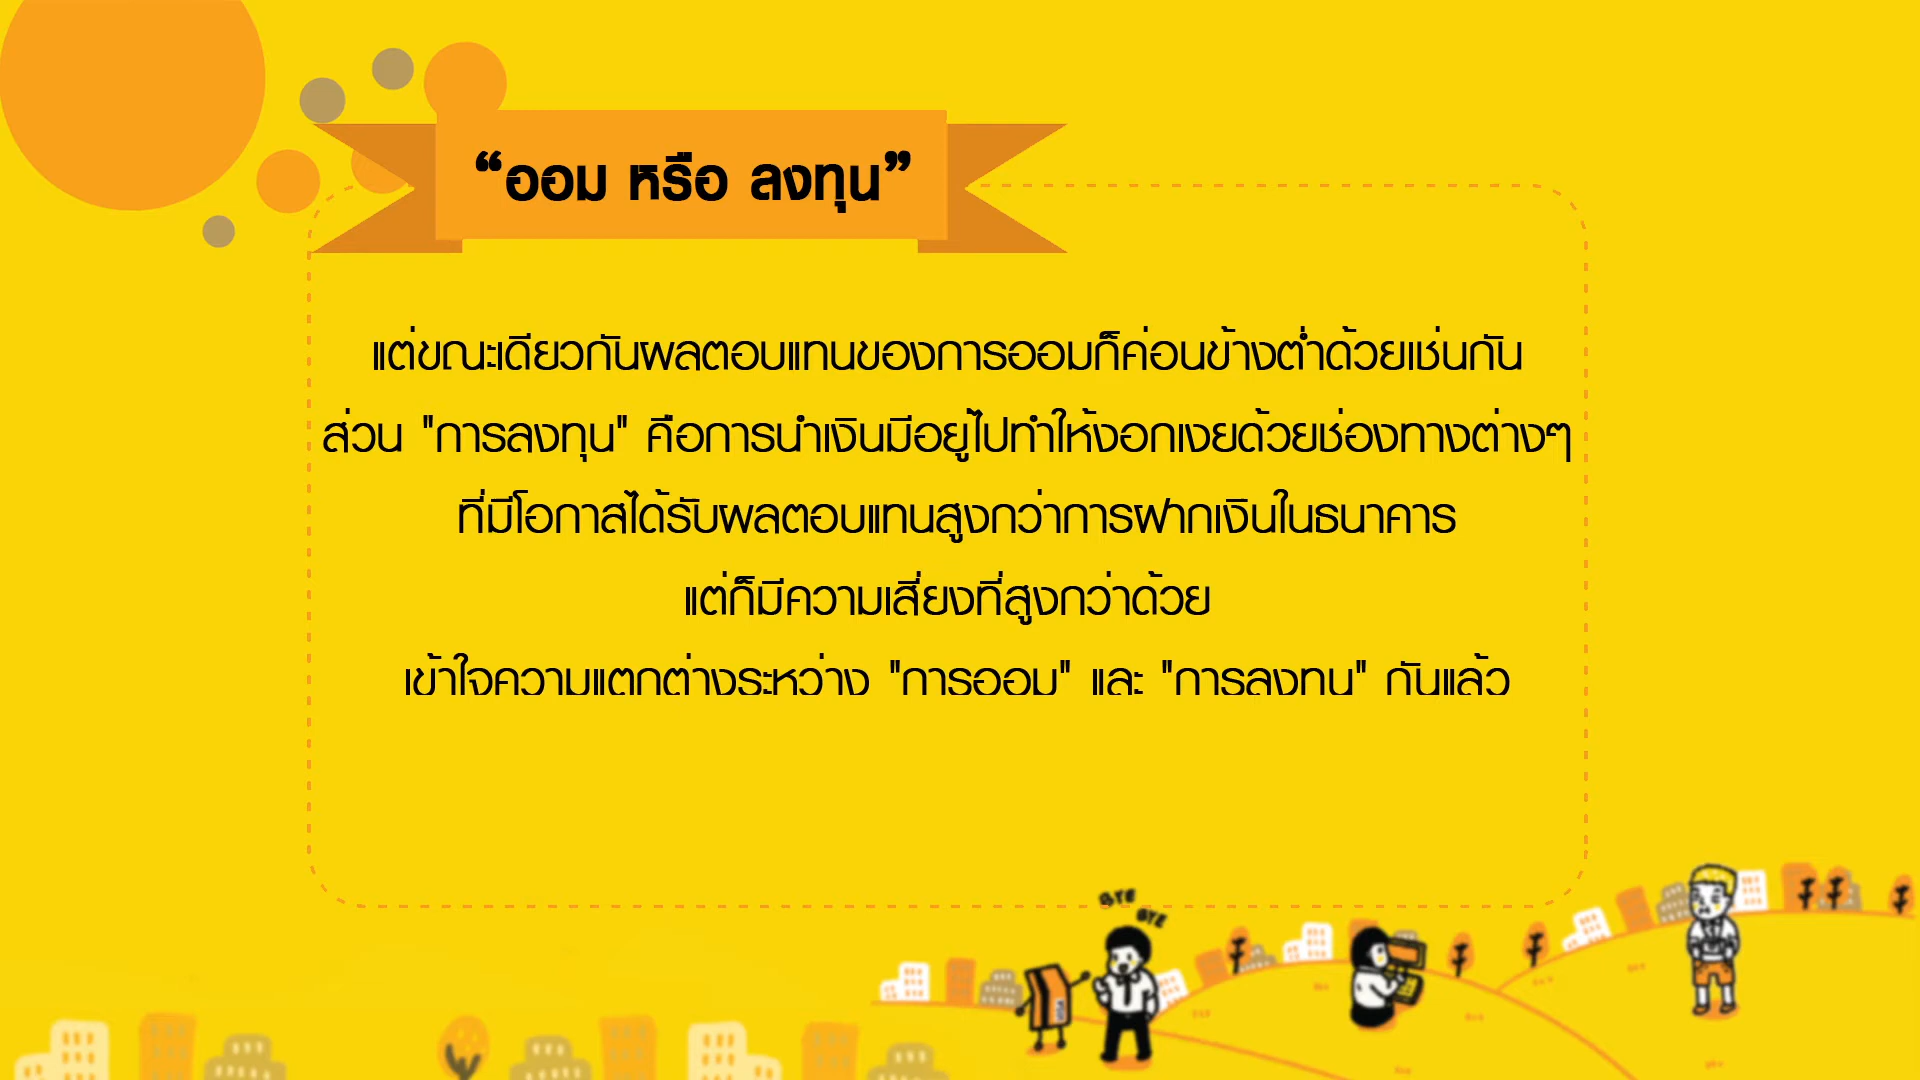 “ออม หรือ ลงทุน”
แต่ขณะเดียวกันผลตอบแทนของการออมก็ค่อนข้างต่ำด้วยเช่นกัน
ส่วน "การลงทุน" คือการนำเงินมีอยู่ไปทำให้งอกเงยด้วยช่องทางต่างๆ
ที่มีโอกาสได้รับผลตอบแทนสูงกว่าการฝากเงินในธนาคาร
แต่ก็มีความเสี่ยงที่สูงกว่าด้วย
เข้าใจความแตกต่างระหว่าง "การออม" และ "การลงทุน" กันแล้ว